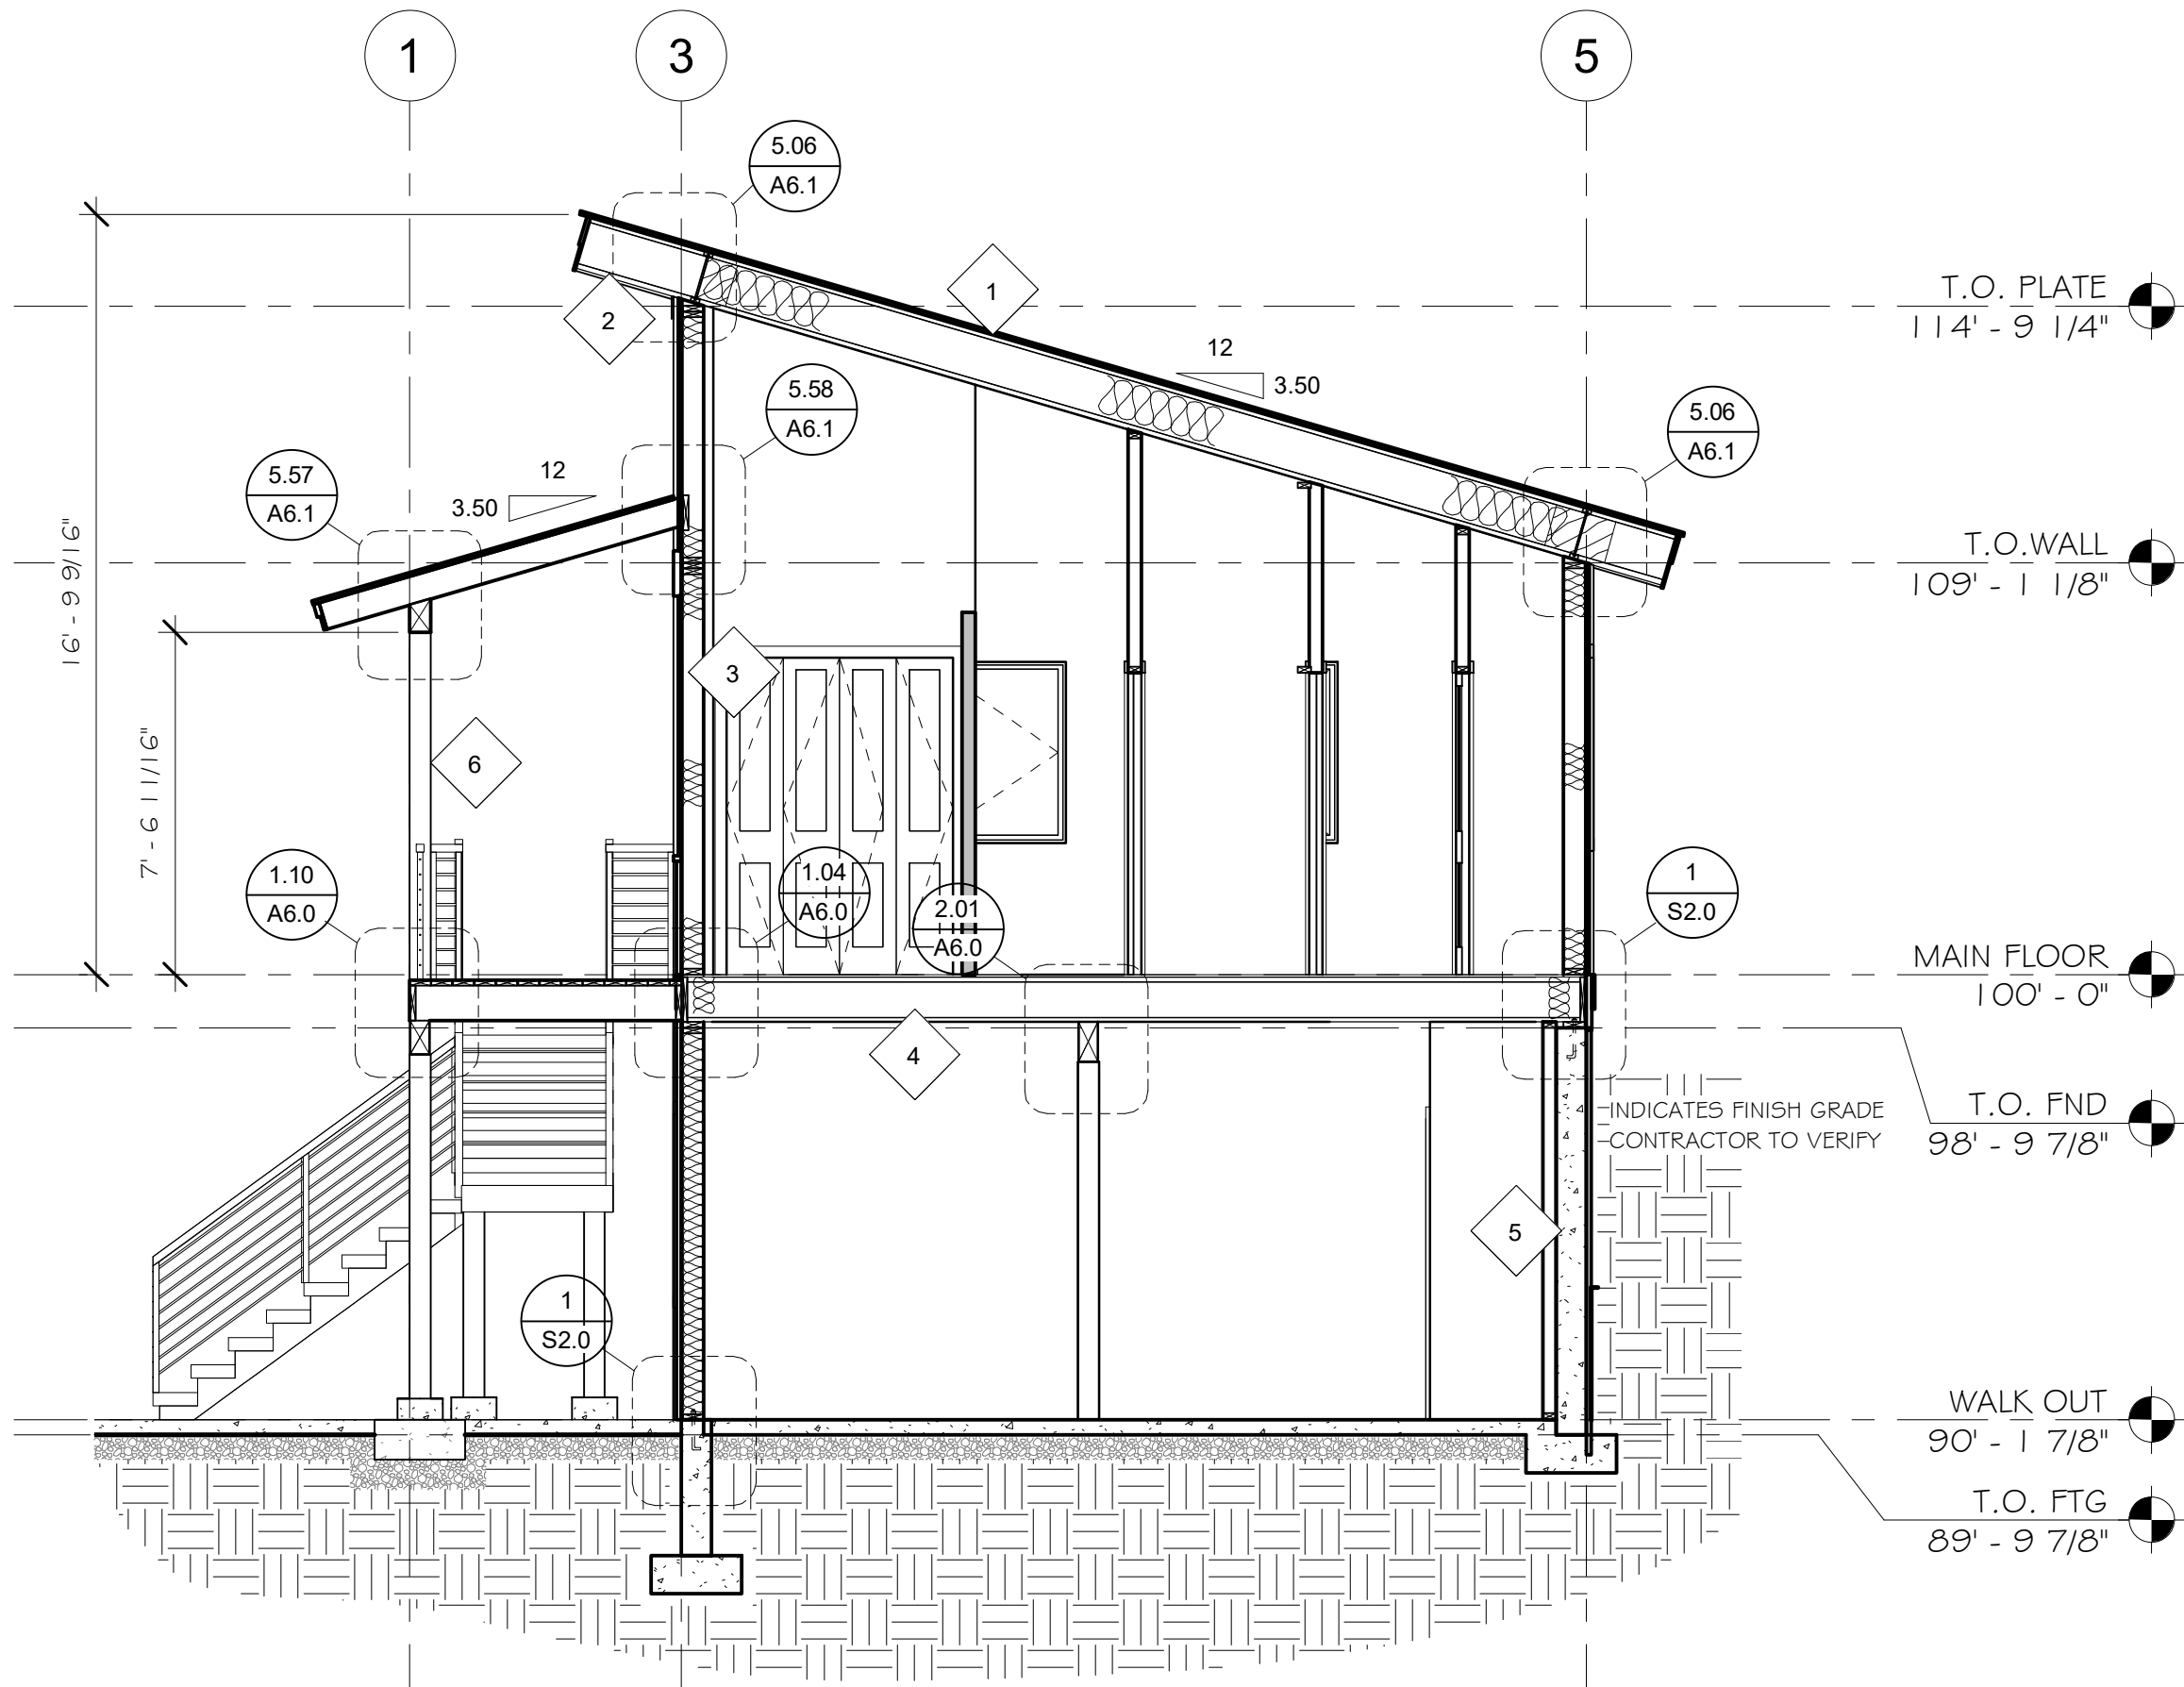 1
3
5
5.06
A6.1
1
2
12
3.50
T.O. PLATE
114' - 9 1/4"
5.58
A6.1
5.06
A6.1
5.57
A6.1
12
3.50
16' - 9 9/16"
T.O.WALL
109' - 1 1/8"
3
6
7' - 6 11/16"
1.10
A6.0
1.04
A6.0
2.01
A6.0
1
S2.0
MAIN FLOOR
100' - 0"
4
INDICATES FINISH GRADE
CONTRACTOR TO VERIFY
T.O. FND
98' - 9 7/8"
5
1
S2.0
WALK OUT
90' - 1 7/8"
T.O. FTG
89' - 9 7/8"